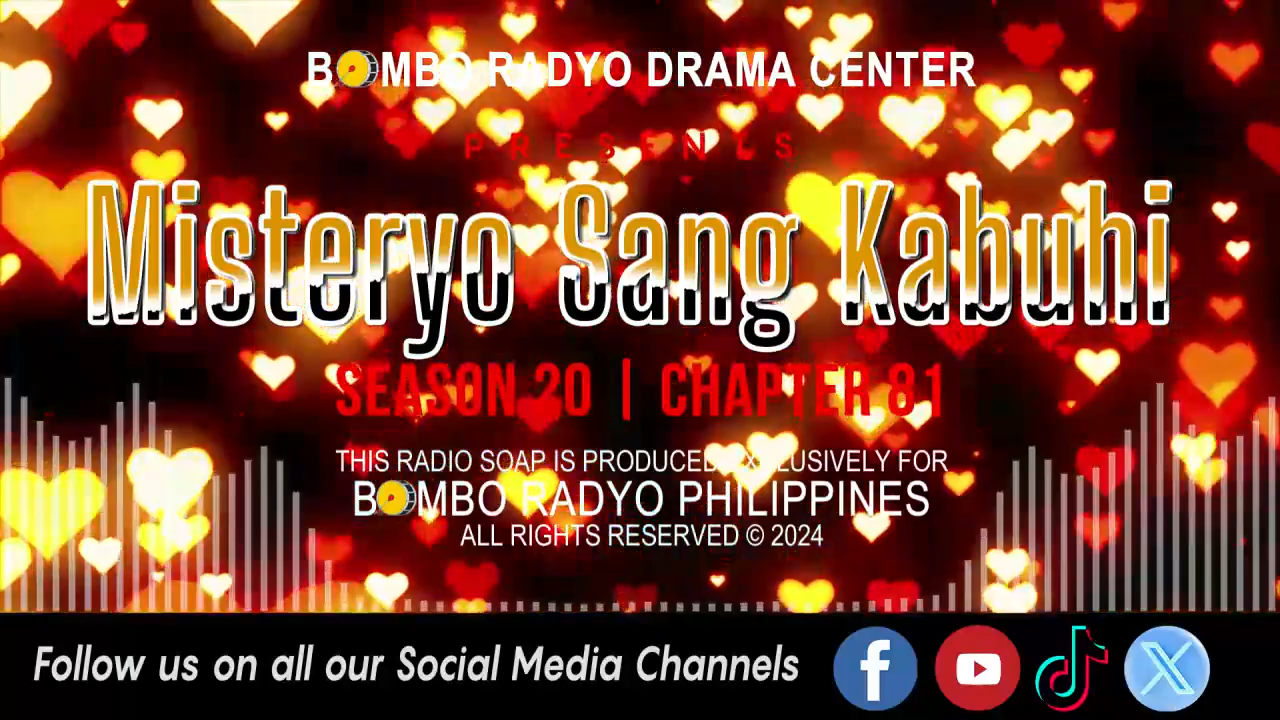 BOMBO RADYO DRAMA CENTER
PRESENTS
Misteryo Sang Kabuhi
SEASON 20 | CHAPTER 81
THIS RADIO SOAP IS PRODUCED EXCLUSIVELY FOR
BOMBO RADYO PHILIPPINES
ALL RIGHTS RESERVED © 2024
Follow us on all our Social Media Channels